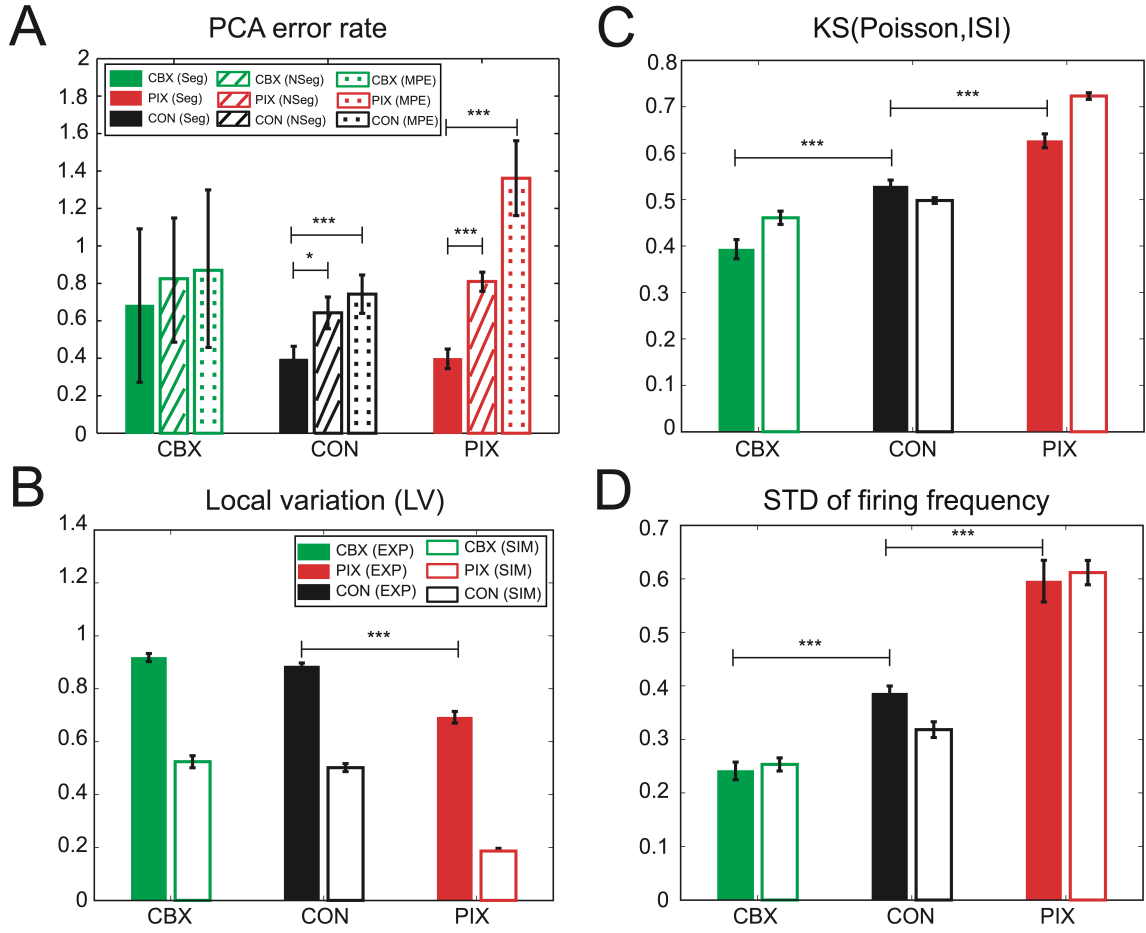 A
PCA error rate
2
1.8
1.6
1.4
1.2
1
0.8
0.6
0.4
0.2
0
CBX (Seg)
CBX (NSeg)
CBX (MPE)
PIX (Seg)
PIX (NSeg)
PIX (MPE)
CON (Seg)
CON (NSeg)
CON (MPE)
***
***
*
***
CBX
CON
PIX
C
KS(Poisson,ISI)
0.8
0.7
0.6
0.5
0.4
0.3
0.2
0.1
0
***
***
CBX
CON
PIX
B
Local variation (LV)
1.4
1.2
1
0.8
0.6
0.4
0.2
0
CBX (EXP)
CBX (SIM)
PIX (EXP)
PIX (SIM)
CON (EXP)
CON (SIM)
***
CBX
CON
PIX
D
STD of firing frequency
0.7
0.6
0.5
0.4
0.3
0.2
0.1
0
***
***
CBX
CON
PIX